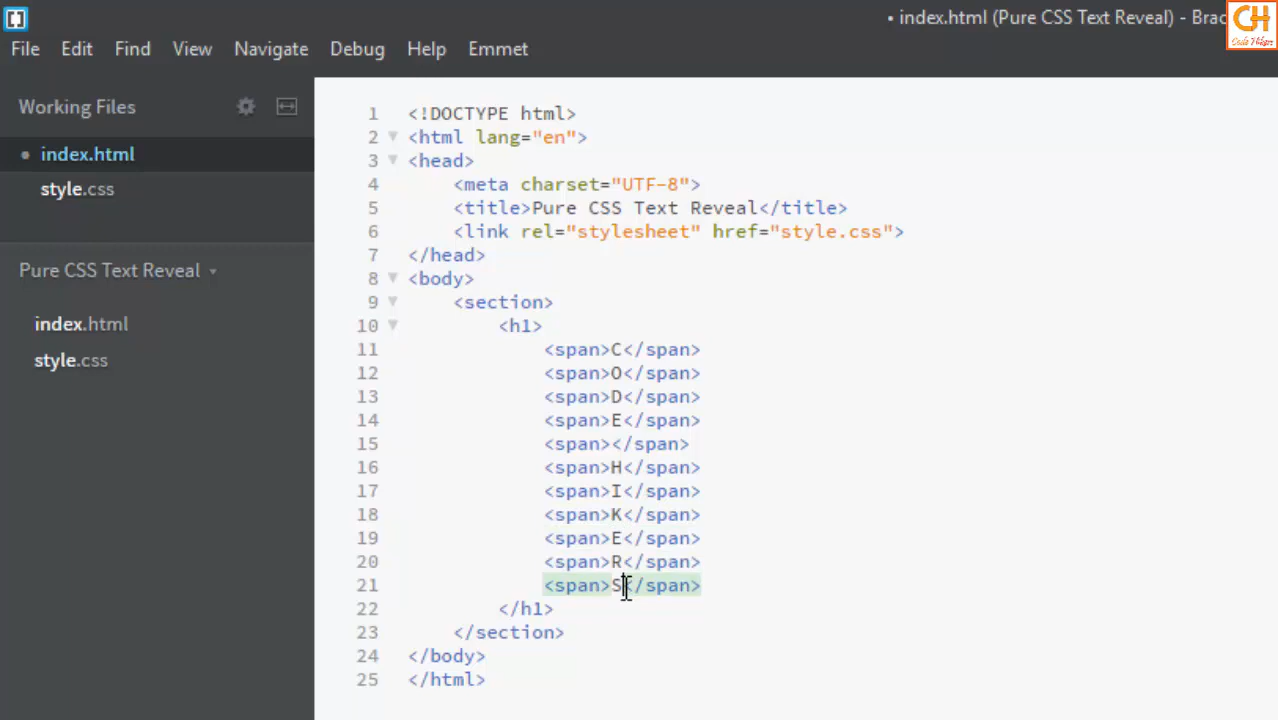 • index.html (Pure CSS Text Reveal) - Brac
CH
Code Hikers
File Edit Find View Navigate Debug Help Emmet
Working Files
• index.html
style.css
Pure CSS Text Reveal
index.html
style.css
1 <!DOCTYPE html>
2 <html lang="en">
3 <head>
4 <meta charset="UTF-8">
5 <title>Pure CSS Text Reveal</title>
6 <link rel="stylesheet" href="style.css">
7 </head>
8 <body>
9 <section>
10 <h1>
11 <span>C</span>
12 <span>O</span>
13 <span>D</span>
14 <span>E</span>
15 <span></span>
16 <span>H</span>
17 <span>I</span>
18 <span>K</span>
19 <span>E</span>
20 <span>R</span>
21 <span>S</span>
22 </h1>
23 </section>
24 </body>
25 </html>